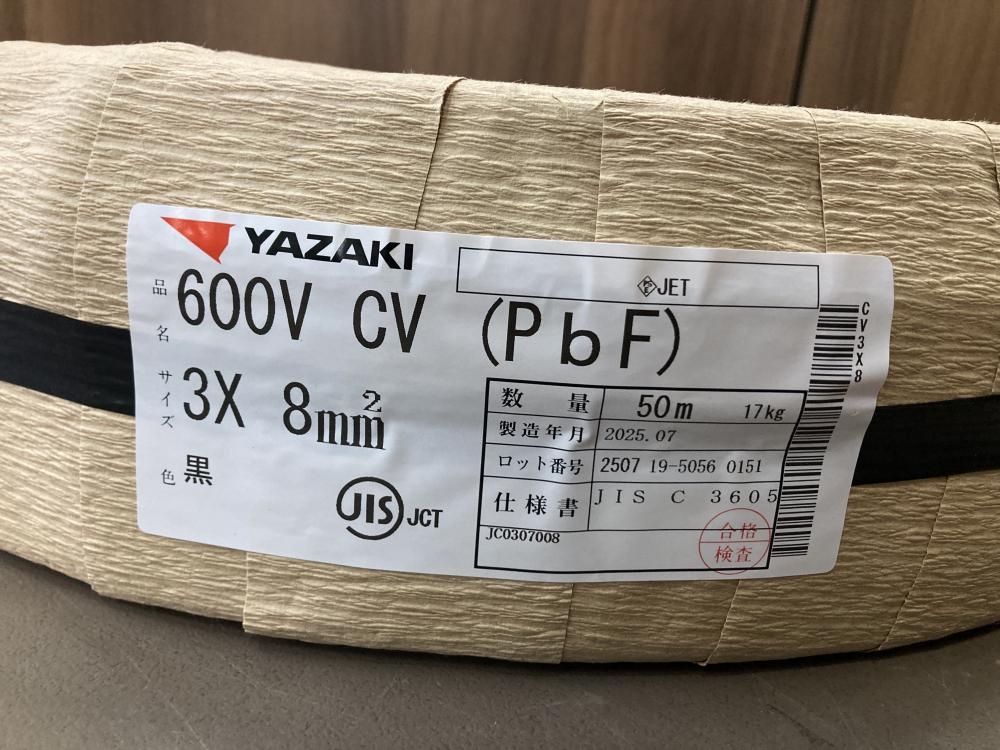 YAZAKI
PSE JET
品名 600V CV (PbF)
サイズ 3X 8mm2
色 黒
JIS JCT
数量 50m 17kg
製造年月 2025.07
ロット番号 2507 19-5056 0151
仕様書 JIS C 3605
JC0307008
合格
検査
CV3X8